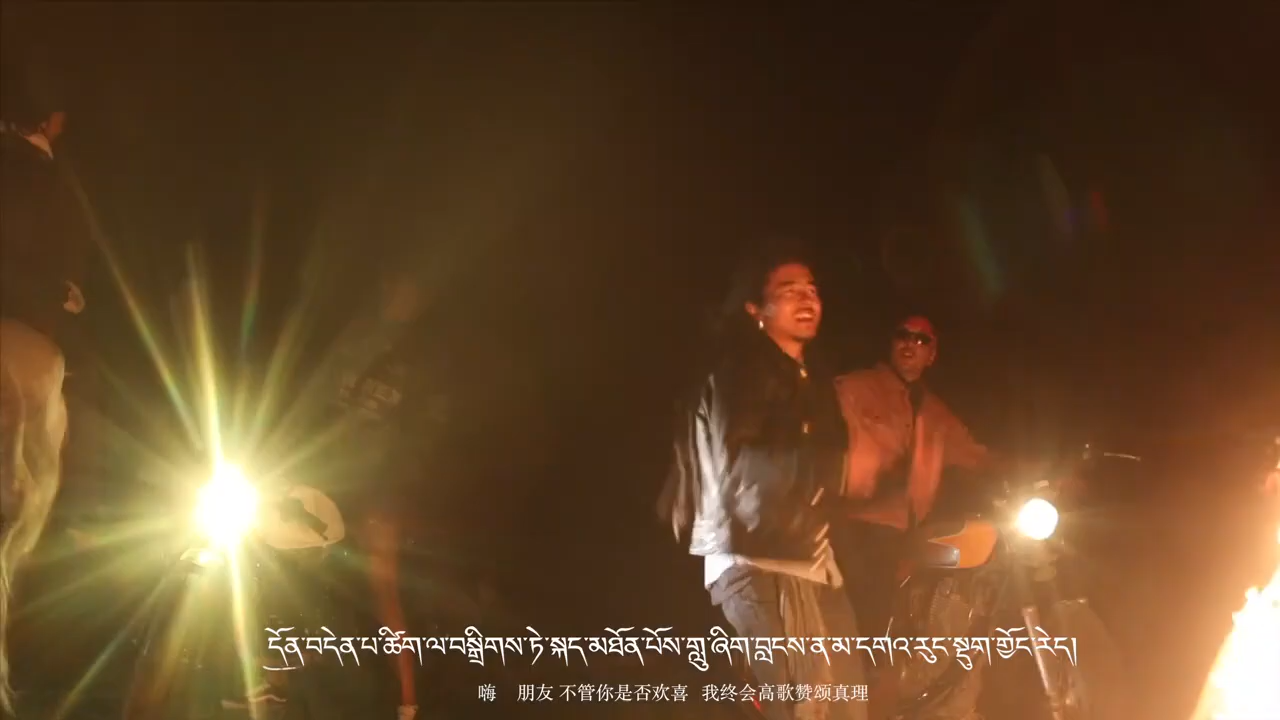 དོན་བདེན་པ་ཚིག་ལ་བསྒྲིགས་ཏེ་སྐད་མཐོན་པོས་གླུ་ཞིག་བླངས་ན་མ་དགའ་རུང་སྡུག་གྱོང་རེད།
嗨 朋友 不管你是否欢喜 我终会高歌赞颂真理